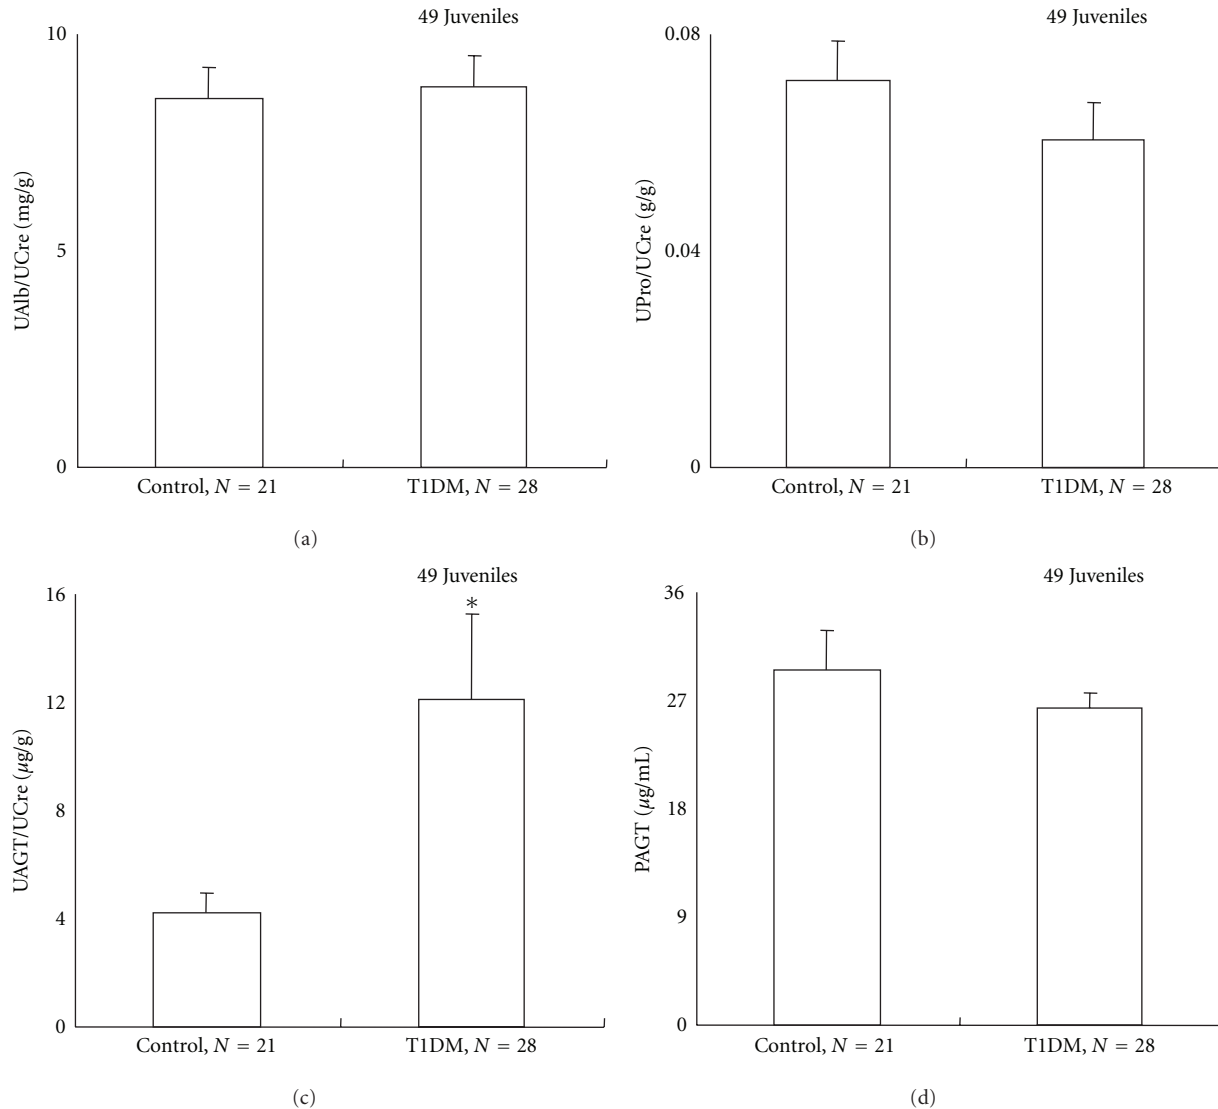 49 Juveniles
10
5
0
UAlb/UCre (mg/g)
Control, N = 21
T1DM, N = 28
(a)
49 Juveniles
0.08
0.04
0
UPro/UCre (g/g)
Control, N = 21
T1DM, N = 28
(b)
49 Juveniles
16
12
8
4
0
UAGT/UCre (μg/g)
*
Control, N = 21
T1DM, N = 28
(c)
49 Juveniles
36
27
18
9
0
PAGT (μg/mL)
Control, N = 21
T1DM, N = 28
(d)